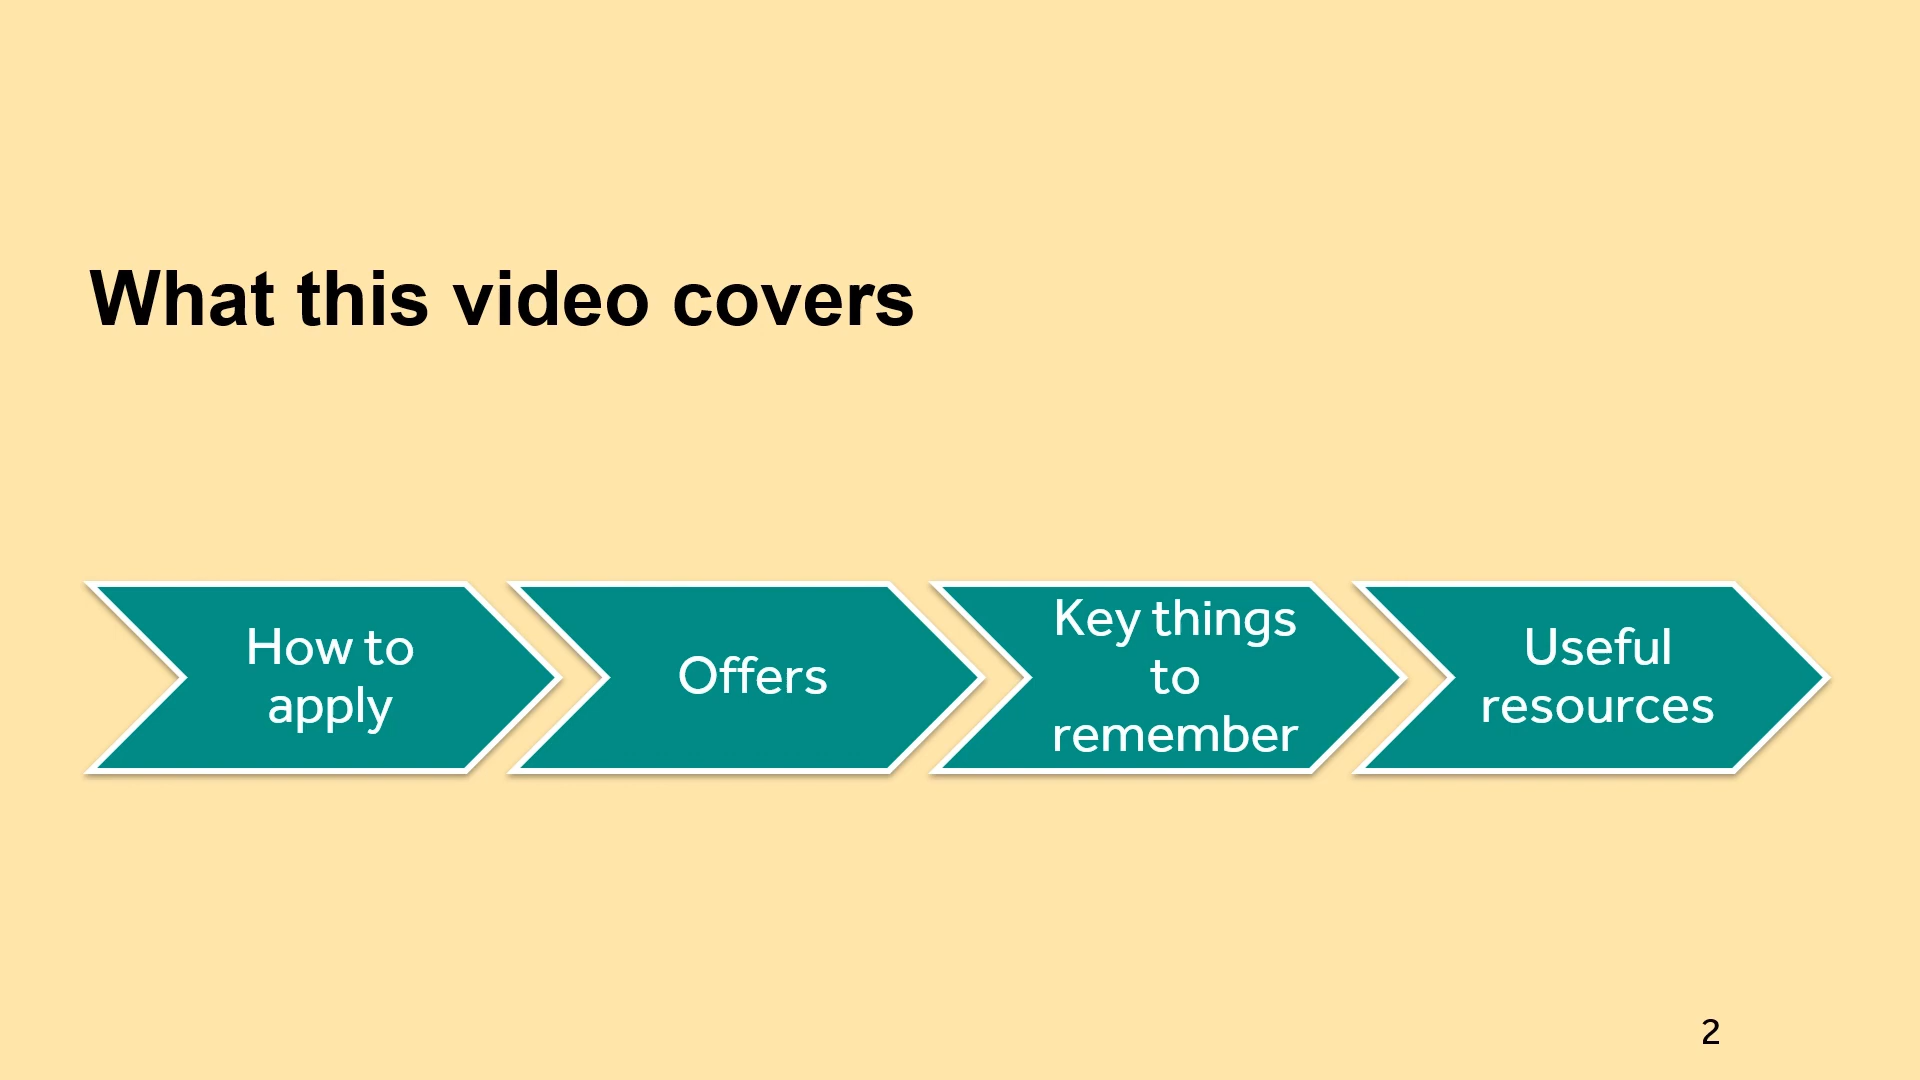 What this video covers
How to
apply
Offers
Key things
to
remember
Useful
resources
2